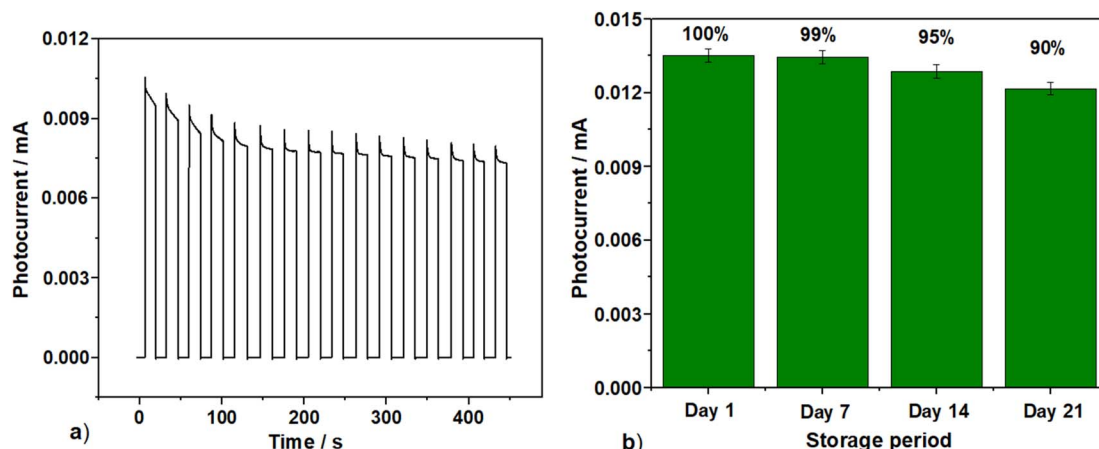 0.012
0.009
0.006
0.003
0.000
Photocurrent / mA
0 100 200 300 400
Time / s
a)
0.015
0.012
0.009
0.006
0.003
0.000
Photocurrent / mA
100% 99% 95% 90%
Day 1 Day 7 Day 14 Day 21
Storage period
b)